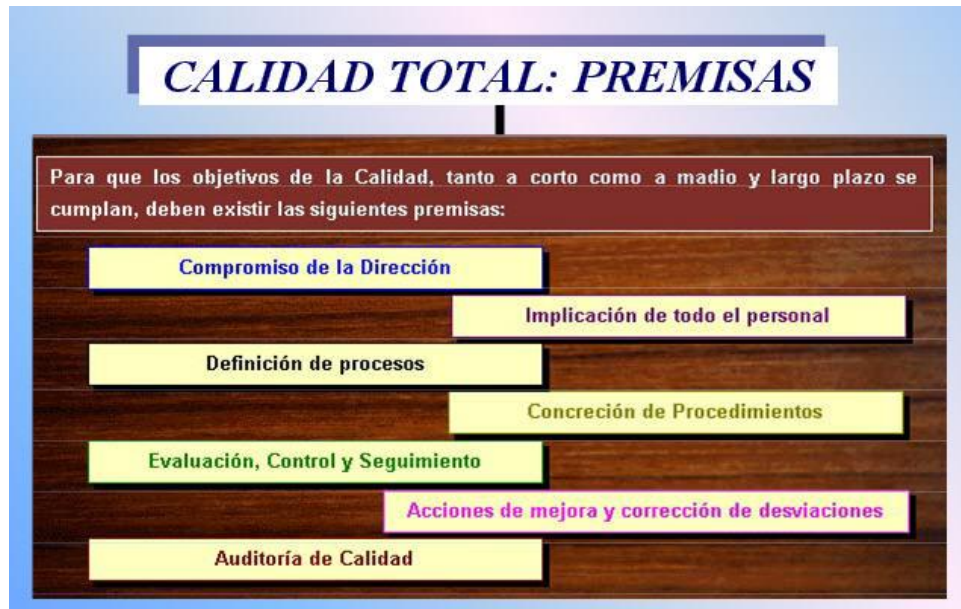 CALIDAD TOTAL: PREMISAS
Para que los objetivos de la Calidad, tanto a corto como a madio y largo plazo se
cumplan, deben existir las siguientes premisas:
Compromiso de la Dirección
Implicación de todo el personal
Definición de procesos
Concreción de Procedimientos
Evaluación, Control y Seguimiento
Acciones de mejora y corrección de desviaciones
Auditoría de Calidad